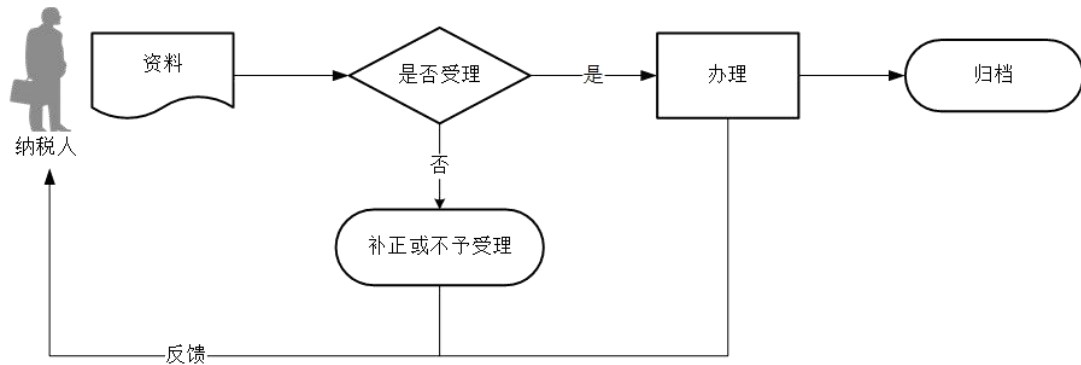 资料
是否受理
是
办理
归档
纳税人
否
补正或不予受理
反馈